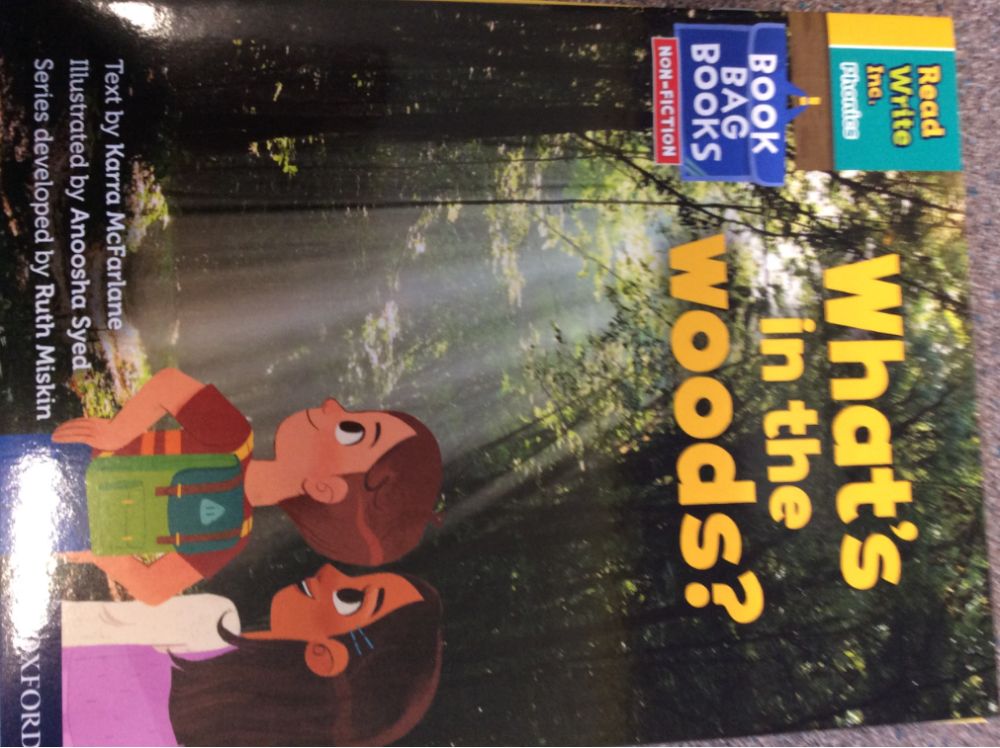 Read
Write
Inc.
Phonics
BOOK
BAG
BOOKS
NON-FICTION
What's
in the
woods?
Text by Karra McFarlane
Illustrated by Anoosha Syed
Series developed by Ruth Miskin
OXFORD